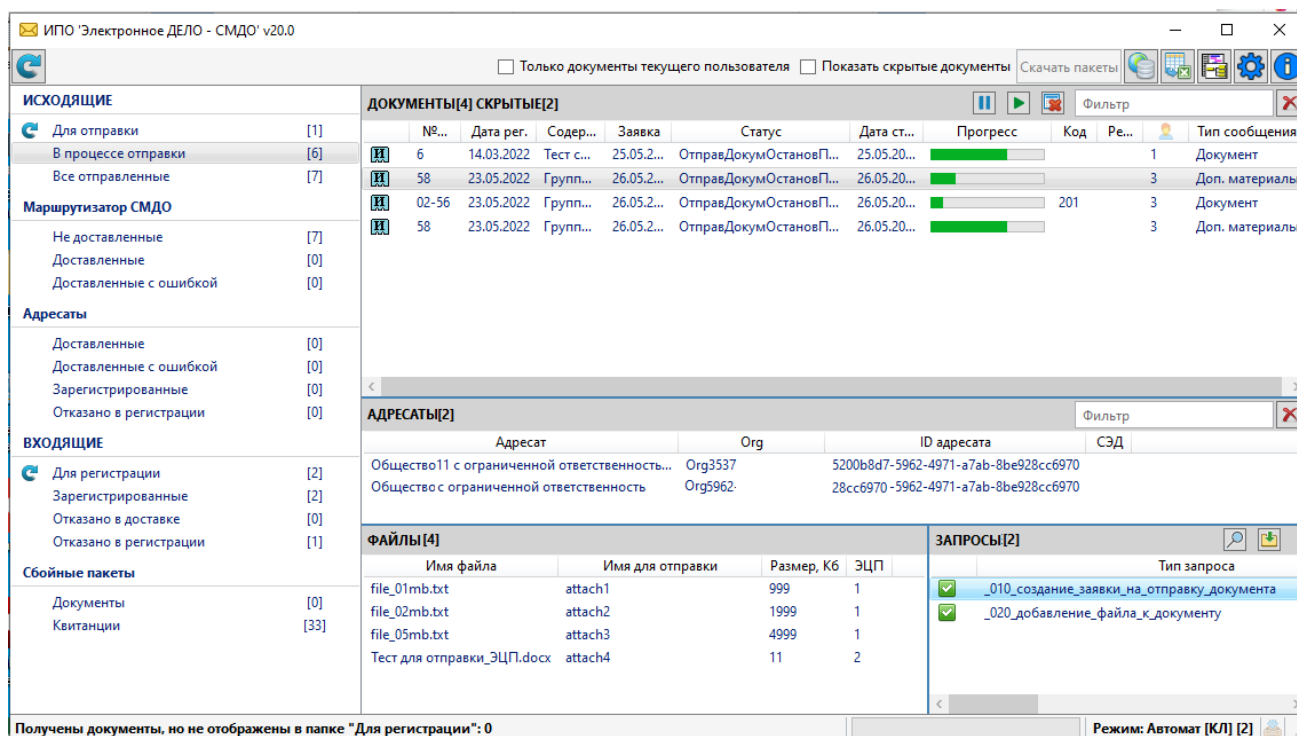 ИПО 'Электронное ДЕЛО - СМДО' v20.0
Только документы текущего пользователя Показать скрытые документы Скачать пакеты
ИСХОДЯЩИЕ
Для отправки [1]
В процессе отправки [6]
Все отправленные [7]
Маршрутизатор СМДО
Не доставленные [7]
Доставленные [0]
Доставленные с ошибкой [0]
Адресаты
Доставленные [0]
Доставленные с ошибкой [0]
Зарегистрированные [0]
Отказано в регистрации [0]
ВХОДЯЩИЕ
Для регистрации [2]
Зарегистрированные [2]
Отказано в доставке [0]
Отказано в регистрации [1]
Сбойные пакеты
Документы [0]
Квитанции [33]
ДОКУМЕНТЫ[4] СКРЫТЫЕ[2] Фильтр
№... Дата рег. Содер... Заявка Статус Дата ст... Прогресс Код Ре... Тип сообщения
И 6 14.03.2022 Тест с... 25.05.2... ОтправДокумОстановП... 25.05.20... 1 Документ
И 58 23.05.2022 Групп... 26.05.2... ОтправДокумОстановП... 26.05.20... 3 Доп. материалы
И 02-56 23.05.2022 Групп... 26.05.2... ОтправДокумОстановП... 26.05.20... 201 3 Документ
И 58 23.05.2022 Групп... 26.05.2... ОтправДокумОстановП... 26.05.20... 3 Доп. материалы
АДРЕСАТЫ[2] Фильтр
Адресат Org ID адресата СЭД
Общество11 с ограниченной ответственность... Org3537 5200b8d7-5962-4971-a7ab-8be928cc6970
Общество с ограниченной ответственность Org5962- 28cc6970-5962-4971-a7ab-8be928cc6970
ФАЙЛЫ[4]
Имя файла Имя для отправки Размер, Кб ЭЦП
file_01mb.txt attach1 999 1
file_02mb.txt attach2 1999 1
file_05mb.txt attach3 4999 1
Тест для отправки_ЭЦП.docx attach4 11 2
ЗАПРОСЫ[2]
Тип запроса
_010_создание_заявки_на_отправку_документа
_020_добавление_файла_к_документу
Получены документы, но не отображены в папке "Для регистрации": 0 Режим: Автомат [КЛ] [2]